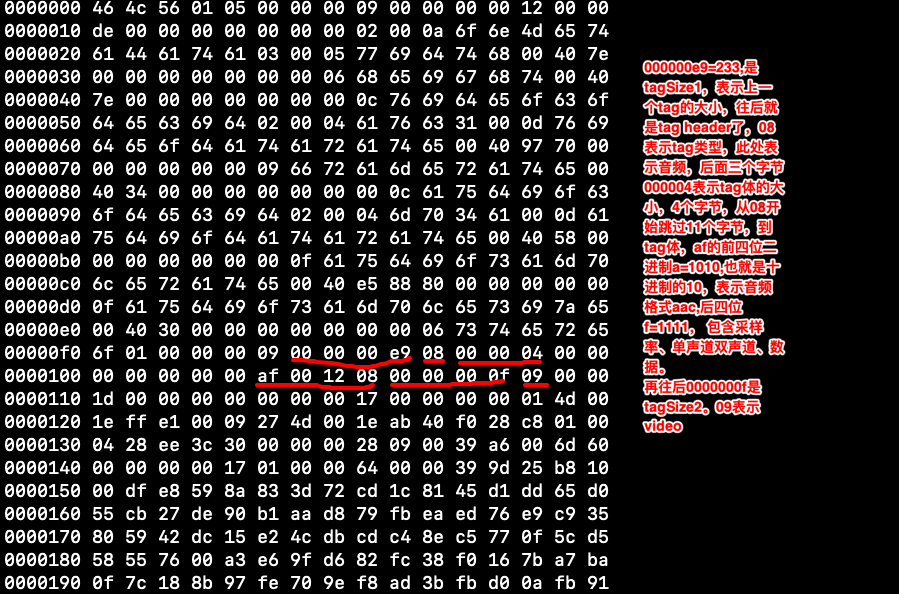 0000000 46 4c 56 01 05 00 00 00 09 00 00 00 00 12 00 00
0000010 de 00 00 00 00 00 00 00 02 00 0a 6f 6e 4d 65 74
0000020 61 44 61 74 61 03 00 05 77 69 64 74 68 00 40 7e
0000030 00 00 00 00 00 00 00 06 68 65 69 67 68 74 00 40
0000040 7e 00 00 00 00 00 00 00 0c 76 69 64 65 6f 63 6f
0000050 64 65 63 69 64 02 00 04 61 76 63 31 00 0d 76 69
0000060 64 65 6f 64 61 74 61 72 61 74 65 00 40 97 70 00
0000070 00 00 00 00 00 09 66 72 61 6d 65 72 61 74 65 00
0000080 40 34 00 00 00 00 00 00 00 0c 61 75 64 69 6f 63
0000090 6f 64 65 63 69 64 02 00 04 6d 70 34 61 00 0d 61
00000a0 75 64 69 6f 64 61 74 61 72 61 74 65 00 40 58 00
00000b0 00 00 00 00 00 00 0f 61 75 64 69 6f 73 61 6d 70
00000c0 6c 65 72 61 74 65 00 40 e5 88 80 00 00 00 00 00
00000d0 0f 61 75 64 69 6f 73 61 6d 70 6c 65 73 69 7a 65
00000e0 00 40 30 00 00 00 00 00 00 00 06 73 74 65 72 65
00000f0 6f 01 00 00 00 09 00 00 00 e9 08 00 00 04 00 00
0000100 00 00 00 00 00 af 00 12 08 00 00 00 0f 09 00 00
0000110 1d 00 00 00 00 00 00 00 17 00 00 00 00 01 4d 00
0000120 1e ff e1 00 09 27 4d 00 1e ab 40 f0 28 c8 01 00
0000130 04 28 ee 3c 30 00 00 00 28 09 00 39 a6 00 6d 60
0000140 00 00 00 00 17 01 00 00 64 00 00 39 9d 25 b8 10
0000150 00 df e8 59 8a 83 3d 72 cd 1c 81 45 d1 dd 65 d0
0000160 55 cb 27 de 90 b1 aa d8 79 fb ea ed 76 e9 c9 35
0000170 80 59 42 dc 15 e2 4c db cd c4 8e c5 77 0f 5c d5
0000180 58 55 76 00 a3 e6 9f d6 82 fc 38 f0 16 7b a7 ba
0000190 0f 7c 18 8b 97 fe 70 9e f8 ad 3b fb d0 0a fb 91
000000e9=233,是
tagSize1，表示上一
个tag的大小，往后就
是tag header了，08
表示tag类型，此处表
示音频，后面三个字节
000004表示tag体的大
小，4个字节，从08开
始跳过11个字节，到
tag体，af的前四位二
进制a=1010,也就是十
进制的10，表示音频
格式aac,后四位
f=1111， 包含采样
率、单声道双声道、数
据。
再往后0000000f是
tagSize2。09表示
video